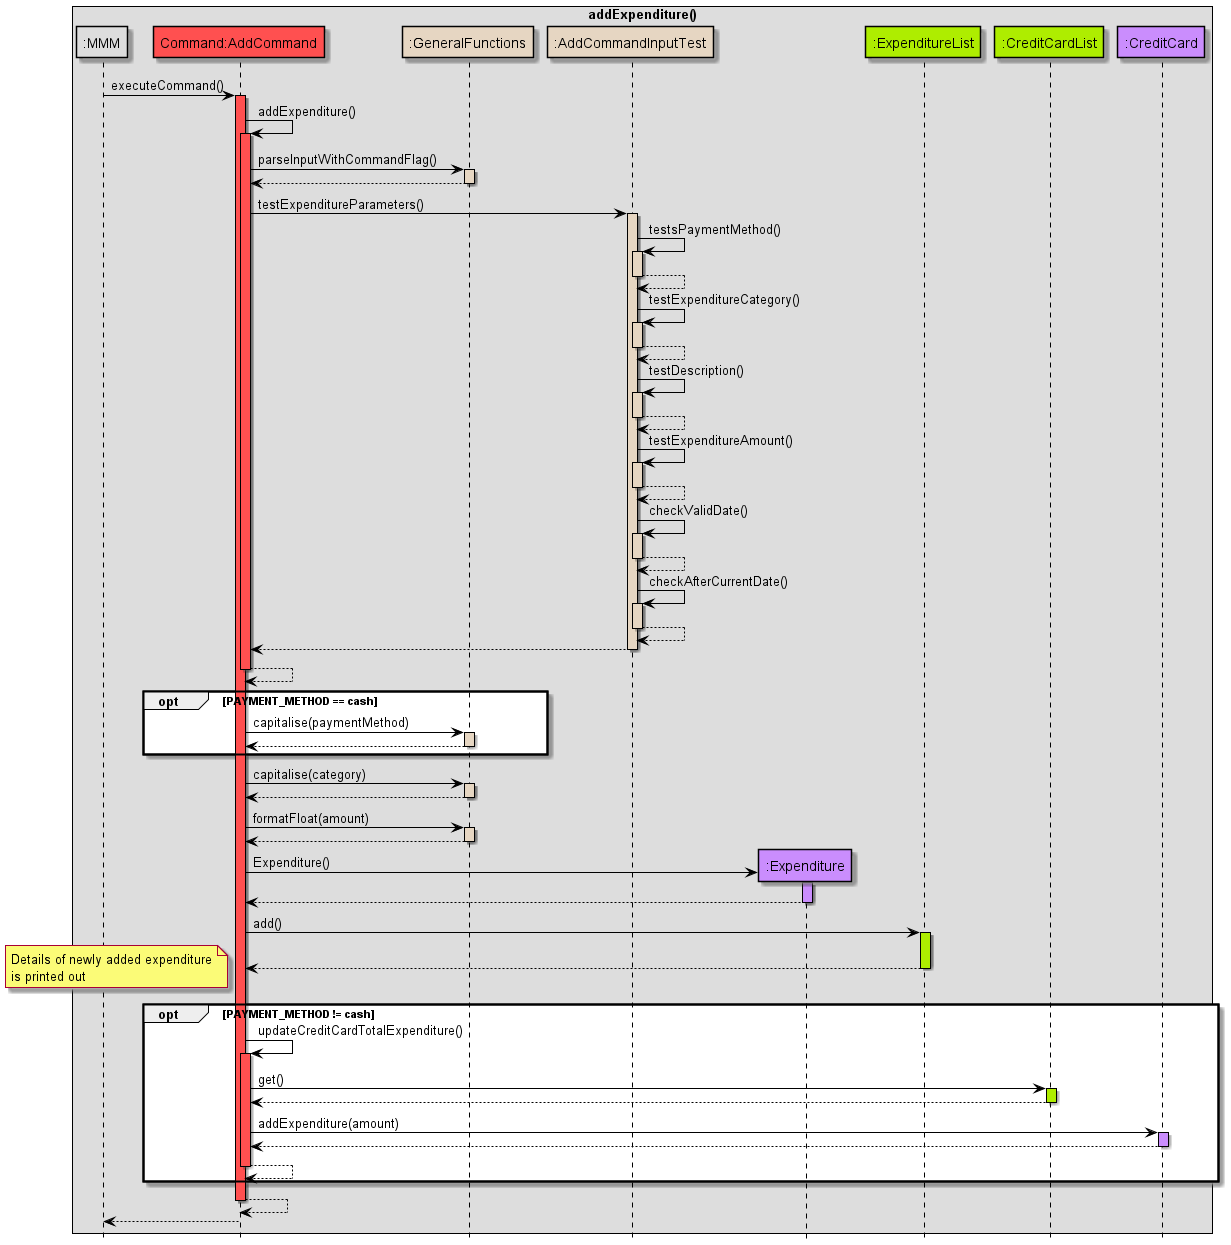 addExpenditure()
:MMM
Command:AddCommand
:GeneralFunctions
:AddCommandInputTest
:ExpenditureList
:CreditCardList
:CreditCard
executeCommand()
addExpenditure()
parseInputWithCommandFlag()
testExpenditureParameters()
testsPaymentMethod()
testExpenditureCategory()
testDescription()
testExpenditureAmount()
checkValidDate()
checkAfterCurrentDate()
opt [PAYMENT_METHOD == cash]
capitalise(paymentMethod)
capitalise(category)
formatFloat(amount)
Expenditure()
:Expenditure
add()
Details of newly added expenditure
is printed out
opt [PAYMENT_METHOD != cash]
updateCreditCardTotalExpenditure()
get()
addExpenditure(amount)